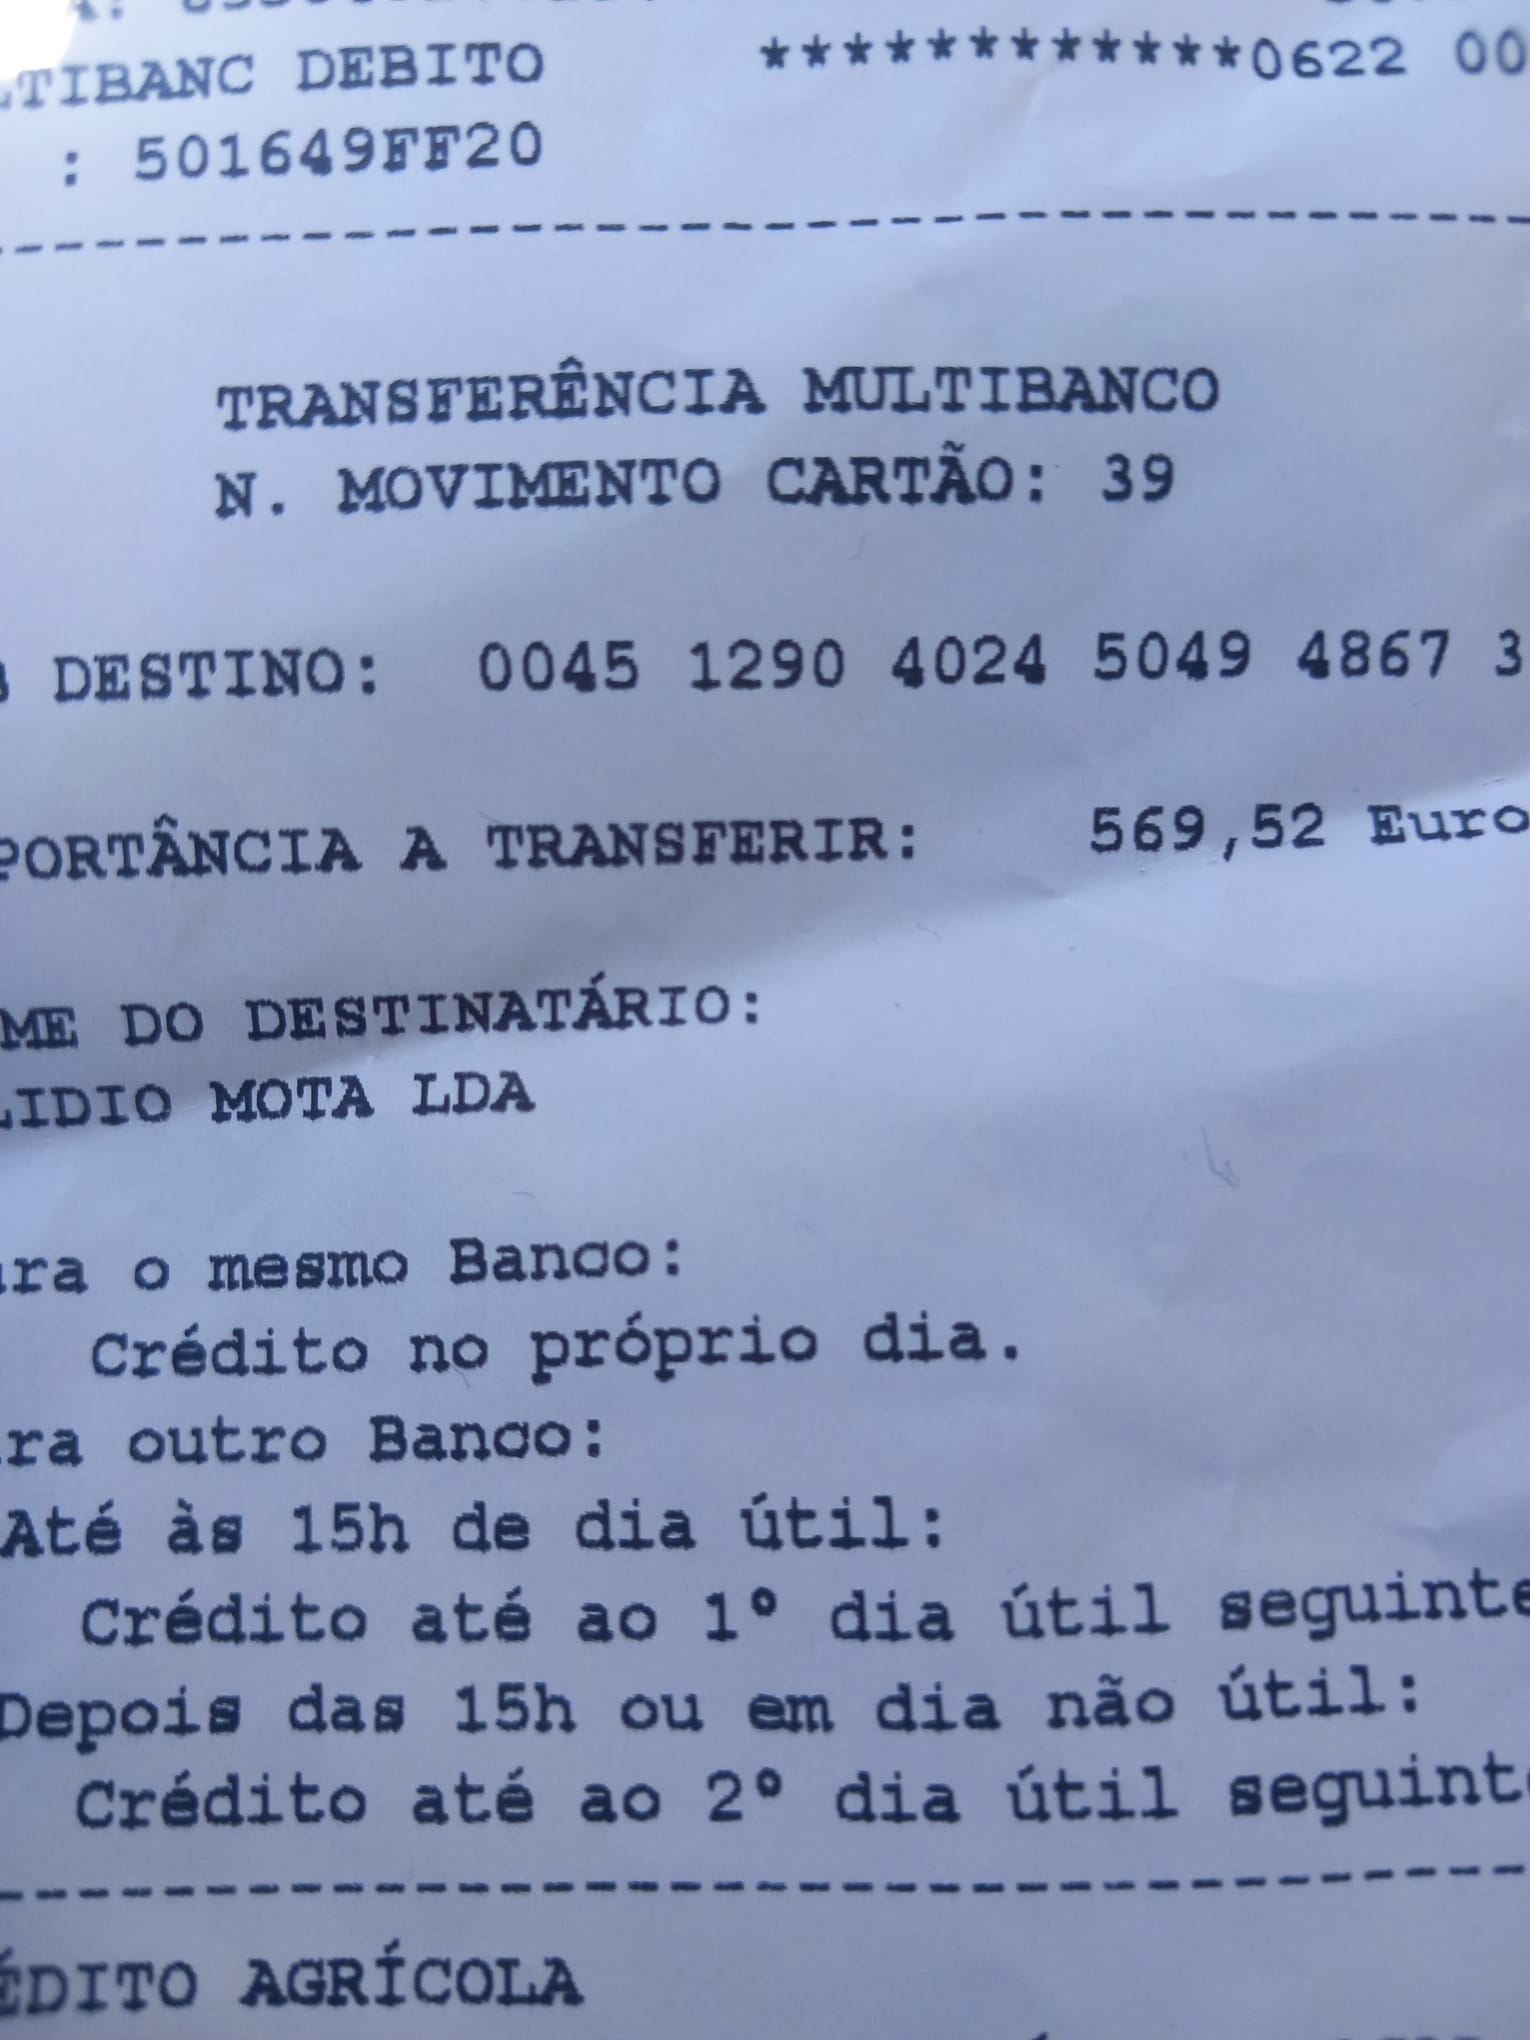 LTIBANC DEBITO ************0622 00
: 501649FF20
TRANSFERÊNCIA MULTIBANCO
N. MOVIMENTO CARTÃO: 39
DESTINO: 0045 1290 4024 5049 4867 3
PORTÂNCIA A TRANSFERIR: 569,52 Euro
ME DO DESTINATÁRIO:
LIDIO MOTA LDA
ra o mesmo Banco:
Crédito no próprio dia.
ra outro Banco:
Até às 15h de dia útil:
Crédito até ao 1º dia útil seguinte
Depois das 15h ou em dia não útil:
Crédito até ao 2º dia útil seguint
ÉDITO AGRÍCOLA